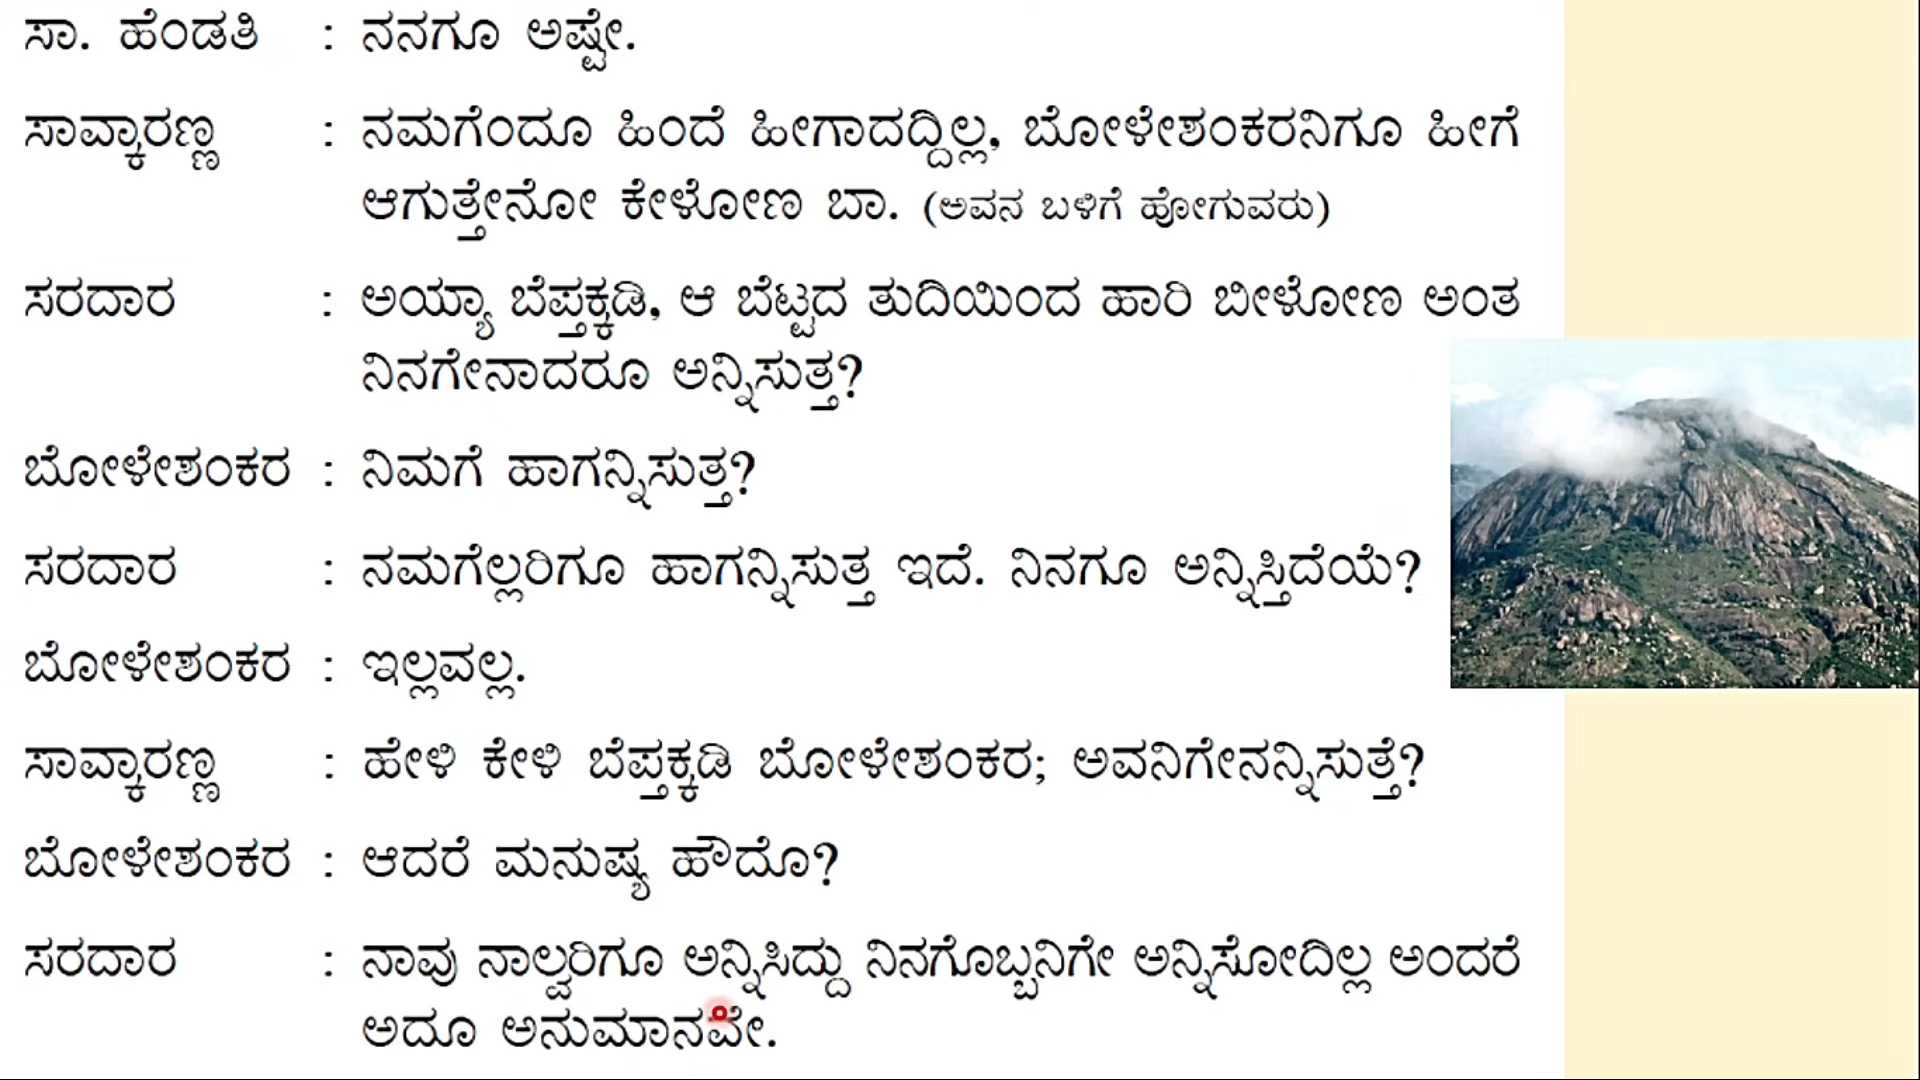 ಸಾ. ಹೆಂಡತಿ : ನನಗೂ ಅಷ್ಟೇ.
ಸಾವ್ಕಾರಣ್ಣ : ನಮಗೆಂದೂ ಹಿಂದೆ ಹೀಗಾದದ್ದಿಲ್ಲ, ಬೋಳೇಶಂಕರನಿಗೂ ಹೀಗೆ
ಆಗುತ್ತೇನೋ ಕೇಳೋಣ ಬಾ. (ಅವನ ಬಳಿಗೆ ಹೋಗುವರು)
ಸರದಾರ : ಅಯ್ಯಾ ಬೆಪ್ತಕ್ಕಡಿ, ಆ ಬೆಟ್ಟದ ತುದಿಯಿಂದ ಹಾರಿ ಬೀಳೋಣ ಅಂತ
ನಿನಗೇನಾದರೂ ಅನ್ನಿಸುತ್ತ?
ಬೋಳೇಶಂಕರ : ನಿಮಗೆ ಹಾಗನ್ನಿಸುತ್ತ?
ಸರದಾರ : ನಮಗೆಲ್ಲರಿಗೂ ಹಾಗನ್ನಿಸುತ್ತ ಇದೆ. ನಿನಗೂ ಅನ್ನಿಸ್ತಿದೆಯೆ?
ಬೋಳೇಶಂಕರ : ಇಲ್ಲವಲ್ಲ.
ಸಾವ್ಕಾರಣ್ಣ : ಹೇಳಿ ಕೇಳಿ ಬೆಪ್ತಕ್ಕಡಿ ಬೋಳೇಶಂಕರ; ಅವನಿಗೇನನ್ನಿಸುತ್ತೆ?
ಬೋಳೇಶಂಕರ : ಆದರೆ ಮನುಷ್ಯ ಹೌದೊ?
ಸರದಾರ : ನಾವು ನಾಲ್ವರಿಗೂ ಅನ್ನಿಸಿದ್ದು ನಿನಗೊಬ್ಬನಿಗೇ ಅನ್ನಿಸೋದಿಲ್ಲ ಅಂದರೆ
ಅದೂ ಅನುಮಾನವೇ.